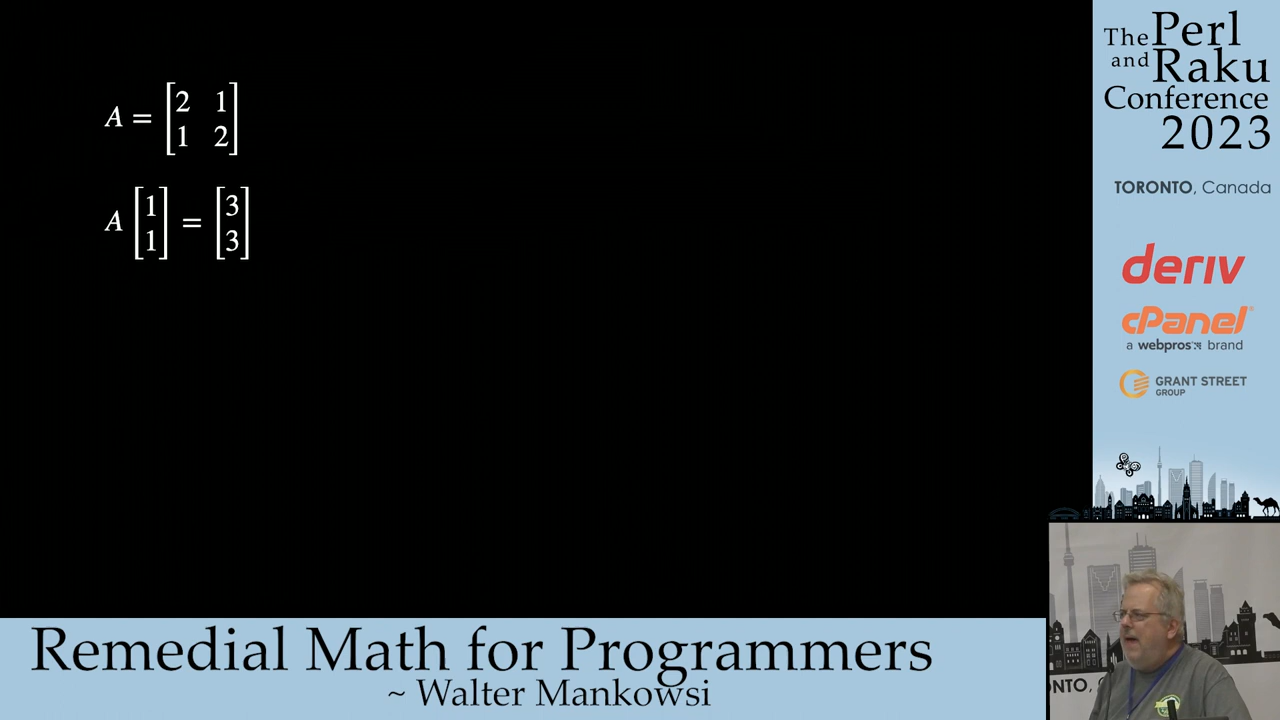 A = [2 1
1 2]
A [1
1] = [3
3]
The Perl
and Raku
Conference
2023
TORONTO, Canada
deriv
cPanel®
a webpros brand
GRANT STREET
GROUP
ONTO, C
Remedial Math for Programmers
~ Walter Mankowsi